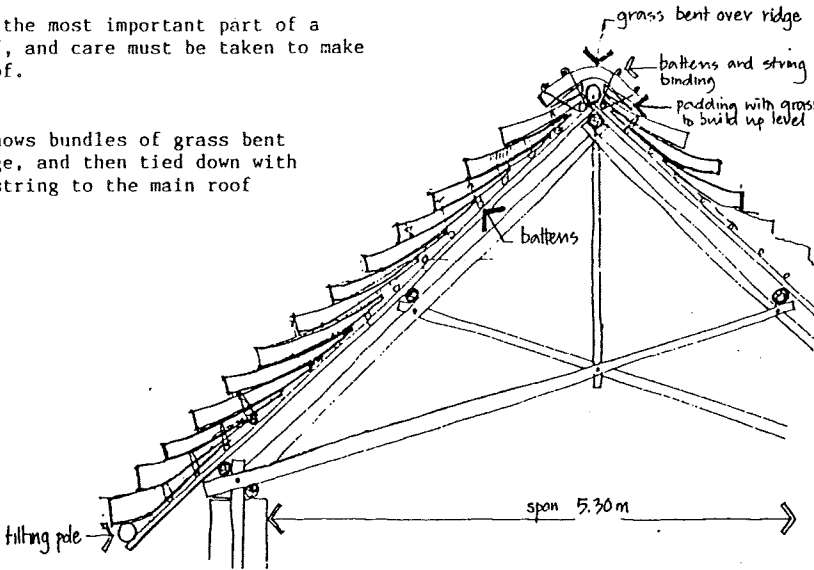 the most important part of a
, and care must be taken to make
of.
hows bundles of grass bent
ge, and then tied down with
string to the main roof
grass bent over ridge
battens and string
binding
padding with grass
to build up level
battens
span 5.30m
tilting pole